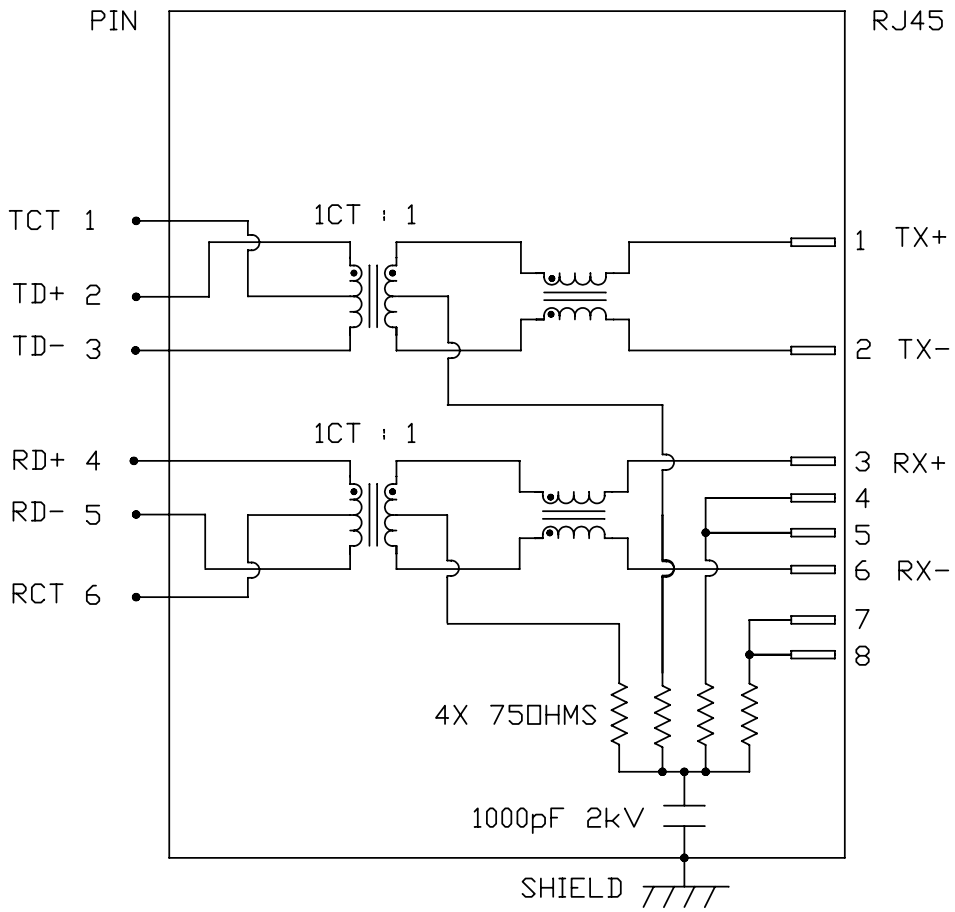 PIN RJ45
TCT 1
1CT : 1
1 TX+
TD+ 2
TD- 3
2 TX-
1CT : 1
RD+ 4
3 RX+
4
RD- 5
5
6 RX-
RCT 6
7
8
4X 75OHMS
1000pF 2kV
SHIELD